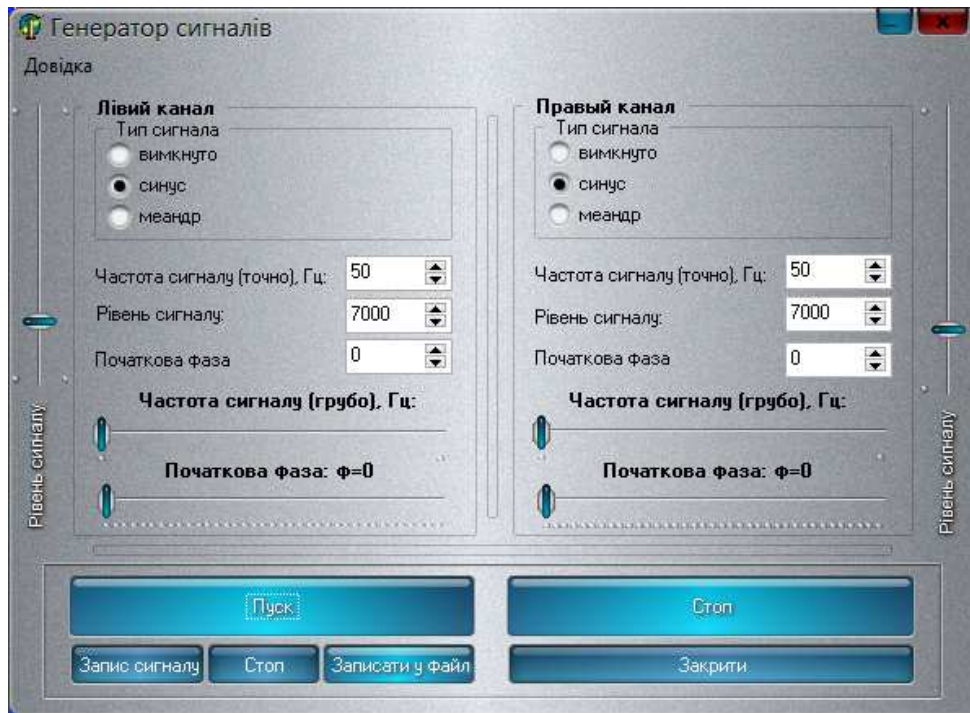 Генератор сигналів
Довідка
Лівий канал
Тип сигнала
вимкнуто
синус
меандр
Частота сигналу (точно), Гц: 50
Рівень сигналу: 7000
Початкова фаза 0
Частота сигналу (грубо), Гц:
Початкова фаза: φ=0
Рівень сигналу
Правый канал
Тип сигнала
вимкнуто
синус
меандр
Частота сигналу (точно), Гц: 50
Рівень сигналу: 7000
Початкова фаза 0
Частота сигналу (грубо), Гц:
Початкова фаза: φ=0
Рівень сигналу
Пуск
Стоп
Запис сигналу
Стоп
Записати у файл
Закрити